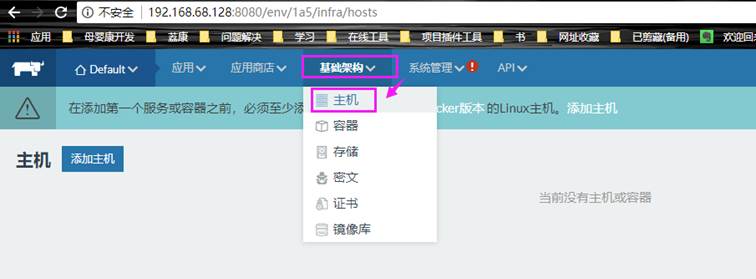 不安全 192.168.68.128:8080/env/1a5/infra/hosts
应用 母婴康开发 荔康 问题解决 学习 在线工具 项目插件工具 书 网址收藏 已剪藏(备用) 欢迎回
Default 应用 应用商店 基础架构 系统管理 API
在添加第一个服务或容器之前，必须至少添 cker版本 的Linux主机。添加主机
主机
主机 添加主机
容器
存储
当前没有主机或容器
密文
证书
镜像库